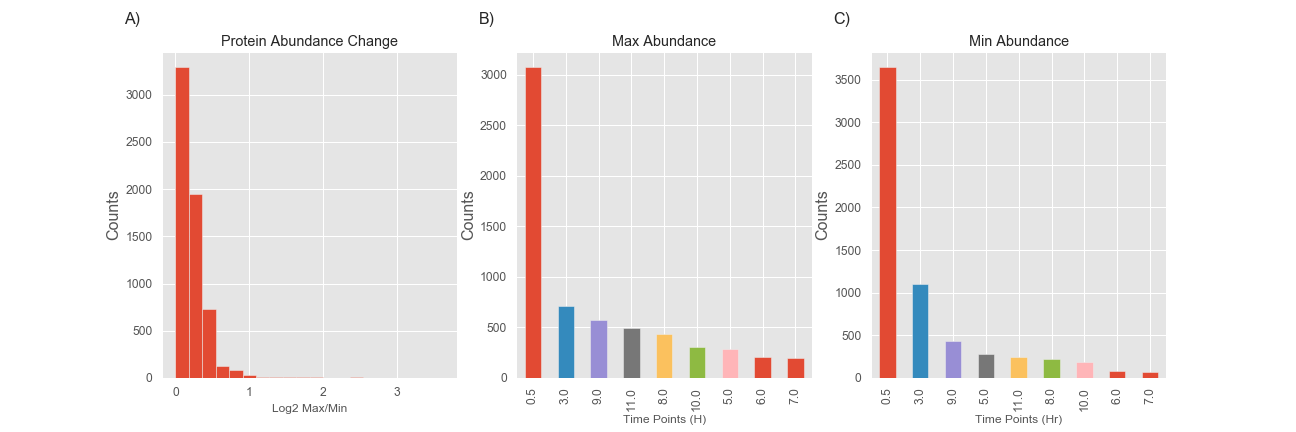 A)
Protein Abundance Change
Counts
3000
2500
2000
1500
1000
500
0
0 1 2 3
Log2 Max/Min
B)
Max Abundance
Counts
3000
2500
2000
1500
1000
500
0
0.5 3.0 9.0 11.0 8.0 10.0 5.0 6.0 7.0
Time Points (H)
C)
Min Abundance
Counts
3500
3000
2500
2000
1500
1000
500
0
0.5 3.0 9.0 5.0 11.0 8.0 10.0 6.0 7.0
Time Points (Hr)